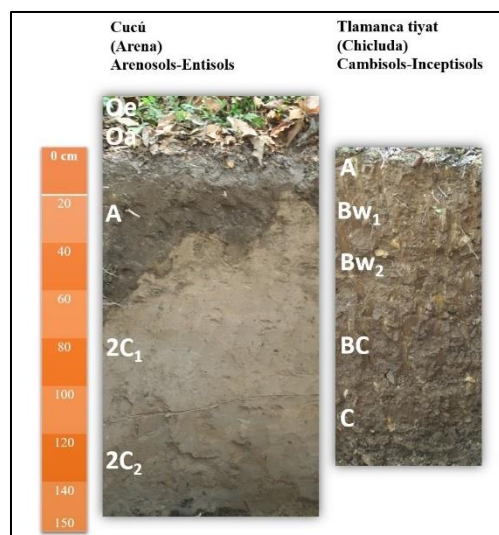 Cucú
(Arena)
Arenosols-Entisols
Tlamanca tiyat
(Chicluda)
Cambisols-Inceptisols
0 cm
20
40
60
80
100
120
140
150
Oe
Oa
A
2C₁
2C₂
A
Bw₁
Bw₂
BC
C